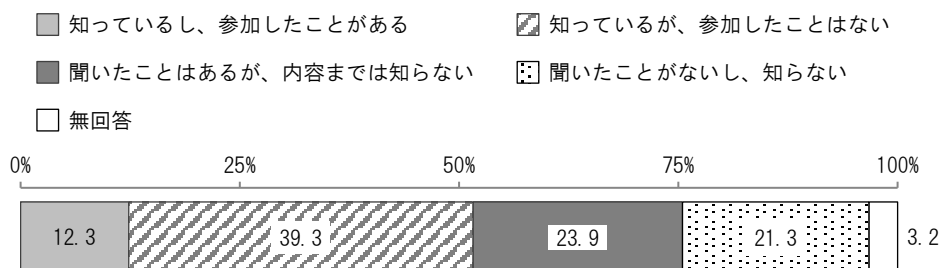 知っているし、参加したことがある 知っているが、参加したことはない
聞いたことはあるが、内容までは知らない 聞いたことがないし、知らない
無回答
0% 25% 50% 75% 100%
12.3 39.3 23.9 21.3 3.2